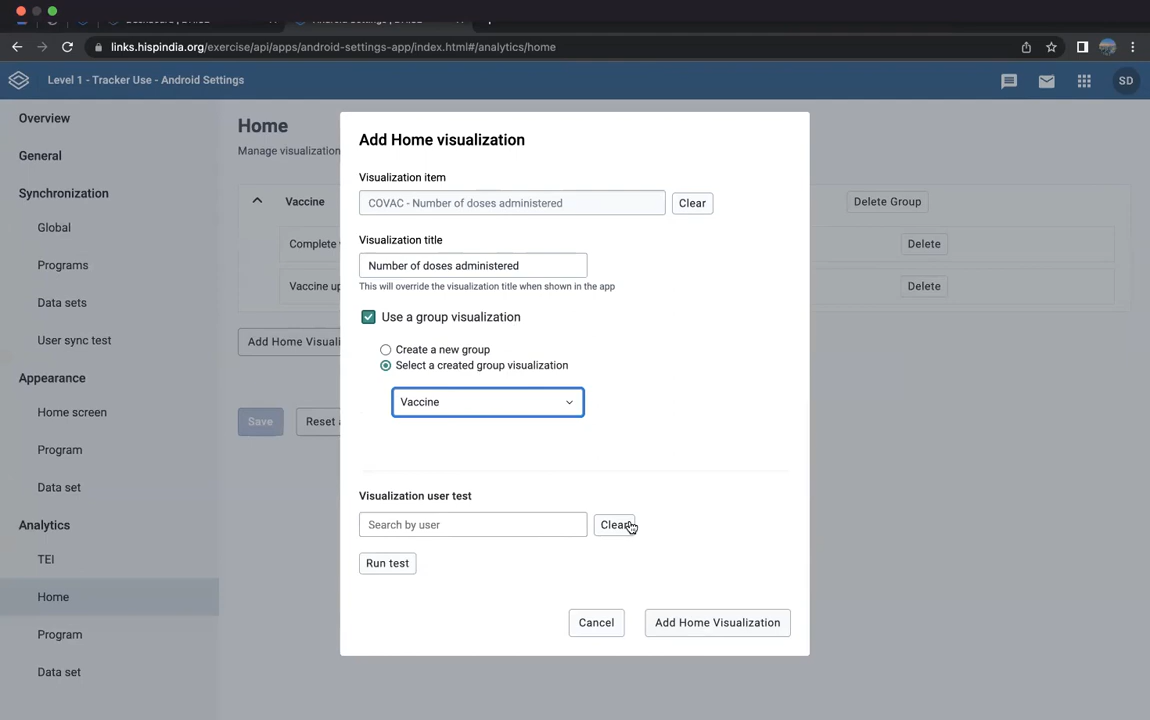 links.hispindia.org/exercise/api/apps/android-settings-app/index.html#/analytics/home
Level 1 - Tracker Use - Android Settings
SD
Overview
General
Synchronization
Global
Programs
Data sets
User sync test
Appearance
Home screen
Program
Data set
Analytics
TEI
Home
Program
Data set
Home
Manage visualization
Vaccine
Delete Group
Complete
Delete
Vaccine up
Delete
Add Home Visuali
Save
Reset a
Add Home visualization
Visualization item
COVAC - Number of doses administered
Clear
Visualization title
Number of doses administered
This will override the visualization title when shown in the app
Use a group visualization
Create a new group
Select a created group visualization
Vaccine
Visualization user test
Search by user
Clear
Run test
Cancel
Add Home Visualization